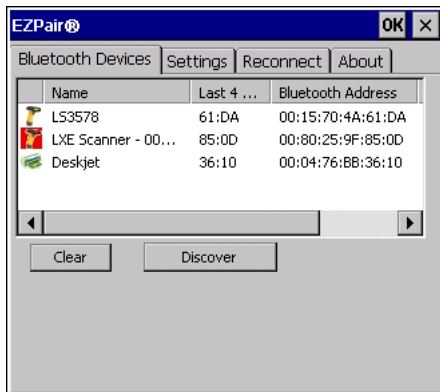 EZPair® OK ×
Bluetooth Devices Settings Reconnect About
Name Last 4 ... Bluetooth Address
LS3578 61:DA 00:15:70:4A:61:DA
LXE Scanner - 00... 85:0D 00:80:25:9F:85:0D
Deskjet 36:10 00:04:76:BB:36:10
Clear Discover